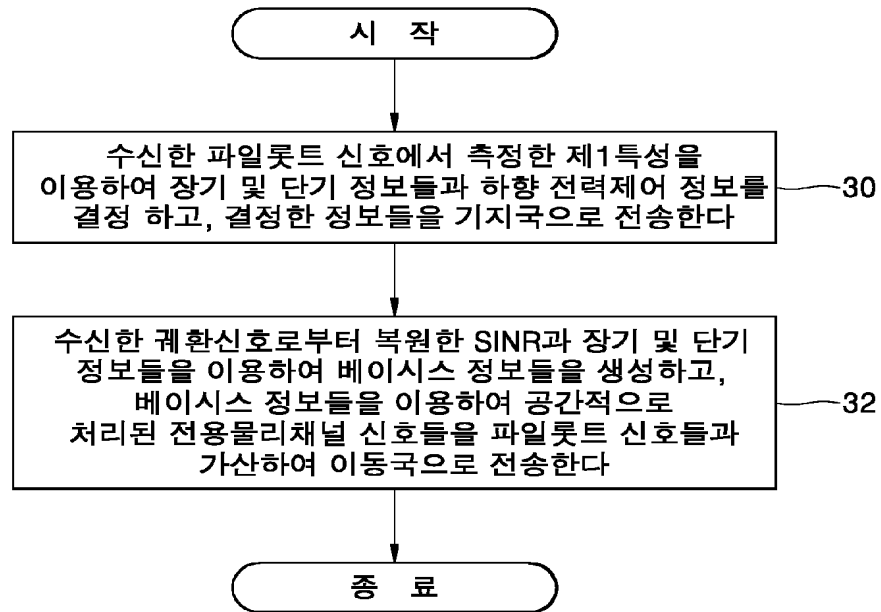 시 작
수신한 파일롯트 신호에서 측정한 제1특성을
이용하여 장기 및 단기 정보들과 하향 전력제어 정보를
결정 하고, 결정한 정보들을 기지국으로 전송한다
30
수신한 궤환신호로부터 복원한 SINR과 장기 및 단기
정보들을 이용하여 베이시스 정보들을 생성하고,
베이시스 정보들을 이용하여 공간적으로
처리된 전용물리채널 신호들을 파일롯트 신호들과
가산하여 이동국으로 전송한다
32
종 료